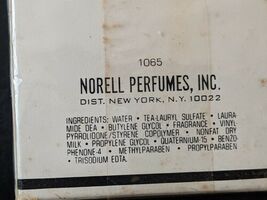 1065
NORELL PERFUMES, INC.
DIST. NEW YORK, N.Y. 10022
INGREDIENTS: WATER • TEA-LAURYL SULFATE • LAURA-
MIDE DEA • BUTYLENE GLYCOL • FRAGRANCE • VINYL-
PYRROLIDONE/STYRENE COPOLYMER • NONFAT DRY
MILK • PROPYLENE GLYCOL • QUATERNIUM-15 • BENZO-
PHENONE-4 • METHYLPARABEN • PROPYLPARABEN
• TRISODIUM EDTA.